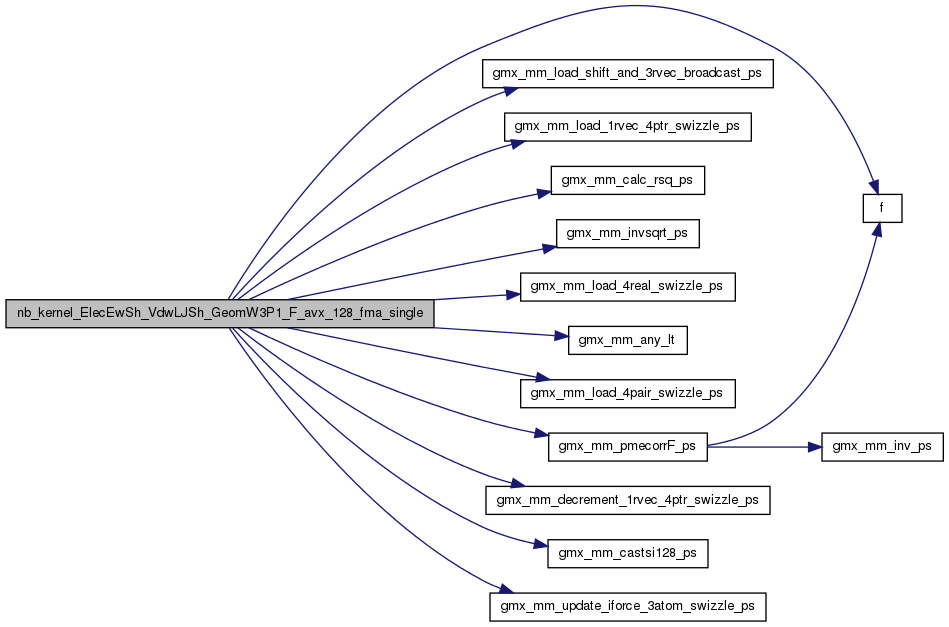 gmx_mm_load_shift_and_3rvec_broadcast_ps
gmx_mm_load_1rvec_4ptr_swizzle_ps
gmx_mm_calc_rsq_ps
f
gmx_mm_invsqrt_ps
gmx_mm_load_4real_swizzle_ps
nb_kernel_ElecEwSh_VdwLJSh_GeomW3P1_F_avx_128_fma_single
gmx_mm_any_lt
gmx_mm_load_4pair_swizzle_ps
gmx_mm_pmecorrF_ps
gmx_mm_inv_ps
gmx_mm_decrement_1rvec_4ptr_swizzle_ps
gmx_mm_castsi128_ps
gmx_mm_update_iforce_3atom_swizzle_ps